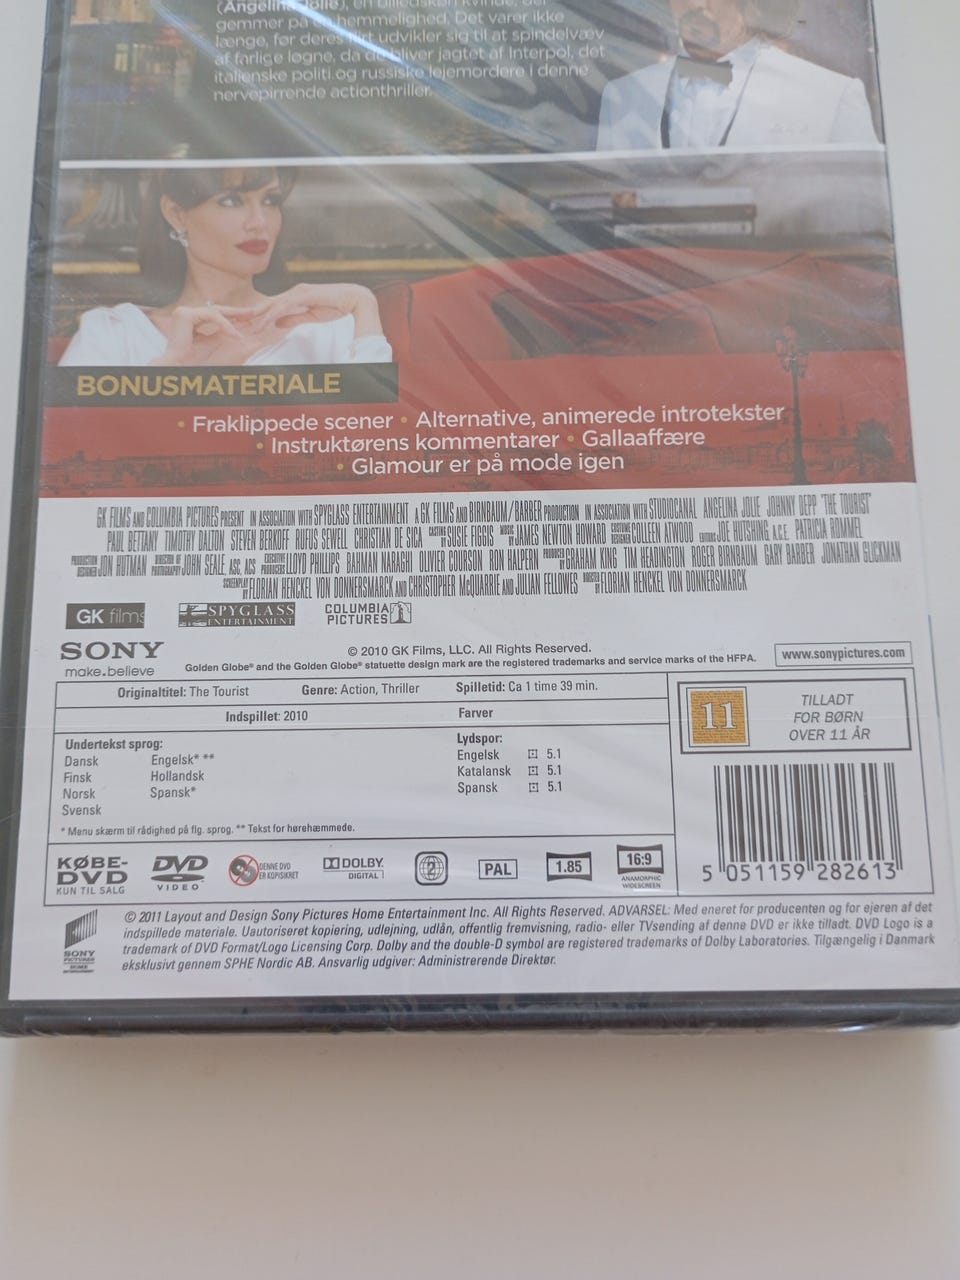 (Angelina Jolie), en billedskøn kvinde, der
gemmer på en hemmelighed. Det varer ikke
længe, før deres flirt udvikler sig til at spindelvæv
af farlige løgne, da de bliver jagtet af Interpol, det
italienske politi og russiske lejemordere i denne
nervepirrende actionthriller.
BONUSMATERIALE
• Fraklippede scener • Alternative, animerede introtekster
• Instruktørens kommentarer • Gallaaffære
• Glamour er på mode igen
GK FILMS AND COLUMBIA PICTURES PRESENT IN ASSOCIATION WITH SPYGLASS ENTERTAINMENT A GK FILMS AND BIRNBAUM/BARBER PRODUCTION IN ASSOCIATION WITH STUDIOCANAL ANGELINA JOLIE JOHNNY DEPP "THE TOURIST"
PAUL BETTANY TIMOTHY DALTON STEVEN BERKOFF RUFUS SEWELL CHRISTIAN DE SICA CASTING BY SUSIE FIGGIS MUSIC BY JAMES NEWTON HOWARD COSTUME DESIGNER COLLEEN ATWOOD EDITORS JOE HUTSHING, A.C.E. PATRICIA ROMMEL
PRODUCTION DESIGNER JON HUTMAN DIRECTOR OF PHOTOGRAPHY JOHN SEALE, ASC, ACS EXECUTIVE PRODUCERS LLOYD PHILLIPS BAHMAN NARAGHI OLIVIER COURSON RON HALPERN PRODUCED BY GRAHAM KING TIM HEADINGTON ROGER BIRNBAUM GARY BARBER JONATHAN GLICKMAN
SCREENPLAY BY FLORIAN HENCKEL VON DONNERSMARCK AND CHRISTOPHER McQUARRIE AND JULIAN FELLOWES DIRECTED BY FLORIAN HENCKEL VON DONNERSMARCK
GK films SPYGLASS ENTERTAINMENT COLUMBIA PICTURES
SONY
make.believe
© 2010 GK Films, LLC. All Rights Reserved.
Golden Globe® and the Golden Globe® statuette design mark are the registered trademarks and service marks of the HFPA.
www.sonypictures.com
Originaltitel: The Tourist Genre: Action, Thriller Spilletid: Ca 1 time 39 min.
Indspillet: 2010 Farver
Undertekst sprog:
Dansk Engelsk* **
Finsk Hollandsk
Norsk Spansk*
Svensk
Lydspor:
Engelsk 5.1
Katalansk 5.1
Spansk 5.1
* Menu skærm til rådighed på flg. sprog. ** Tekst for hørehæmmede.
11
TILLADT
FOR BØRN
OVER 11 ÅR
5 051159 282613
KØBE-
DVD
KUN TIL SALG
DVD
VIDEO
DENNE DVD
ER KOPISIKRET
DOLBY
DIGITAL
2
PAL
1.85
16:9
ANAMORPHIC
WIDESCREEN
SONY
PICTURES
HOME
ENTERTAINMENT
© 2011 Layout and Design Sony Pictures Home Entertainment Inc. All Rights Reserved. ADVARSEL: Med eneret for producenten og for ejeren af det
indspillede materiale. Uautoriseret kopiering, udlejning, udlån, offentlig fremvisning, radio- eller TVsending af denne DVD er ikke tilladt. DVD Logo is a
trademark of DVD Format/Logo Licensing Corp. Dolby and the double-D symbol are registered trademarks of Dolby Laboratories. Tilgængelig i Danmark
eksklusivt gennem SPHE Nordic AB. Ansvarlig udgiver: Administrerende Direktør.